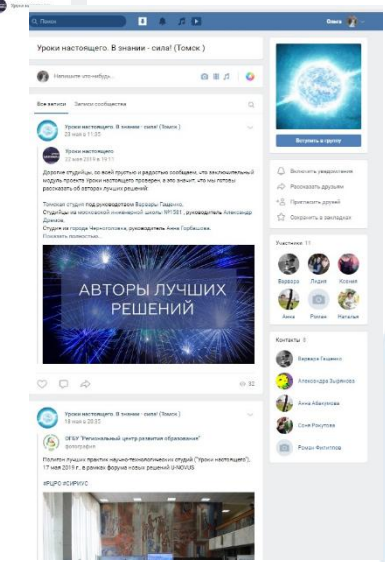 Поиск
Ольга
Уроки настоящего. В знании - сила! (Томск )
Напишите что-нибудь...
Все записи Записи сообщества
Уроки настоящего. В знании - сила! (Томск )
23 мая в 11:35
Уроки настоящего
22 мая 2019 в 19:11
Дорогие студийцы, со всей грустью и радостью сообщаем, что заключительный
модуль проекта Уроки настоящего проверен, а это значит, что мы готовы
рассказать об авторах лучших решений:
Томская студия под руководством Варвары Гащенко.
Студийцы из московской инженерной школы №1581, руководитель Александр
Студия из города Черноголовка, руководитель Анна Горбашова.
Показать полностью...
АВТОРЫ ЛУЧШИХ
РЕШЕНИЙ
32
Уроки настоящего. В знании - сила! (Томск )
18 мая в 20:35
ОГБУ "Региональный центр развития образования"
Полигон лучших практик научно-технологических студий ("Уроки настоящего"),
17 мая 2019 г., в рамках форума новых решений U-NOVUS
#РЦРО #СИРИУС
Вступить в группу
Включить уведомления
Рассказать друзьям
Пригласить друзей
Сохранить в закладках
Участники 11
Варвара Лидия Ксения
Анна Роман Наталья
Контакты 5
Варвара Гащенко
Александра Зырянова
Анна Абакумова
Соня Рокутова
Роман Филиппов